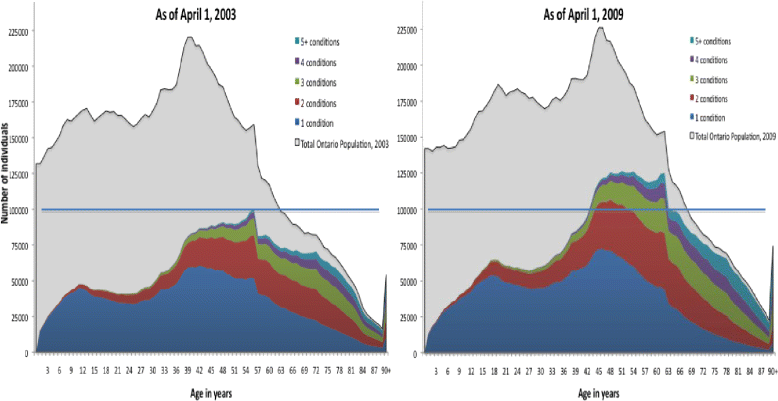 As of April 1, 2003
Number of individuals
225000
200000
175000
150000
125000
100000
75000
50000
25000
0
5+ conditions
4 conditions
3 conditions
2 conditions
1 condition
Total Ontario Population, 2003
3 6 9 12 15 18 21 24 27 30 33 36 39 42 45 48 51 54 57 60 63 66 69 72 75 78 81 84 87 90+
Age in years
As of April 1, 2009
225000
200000
175000
150000
125000
100000
75000
50000
25000
0
5+ conditions
4 conditions
3 conditions
2 conditions
1 condition
Total Ontario Population, 2009
3 6 9 12 15 18 21 24 27 30 33 36 39 42 45 48 51 54 57 60 63 66 69 72 75 78 81 84 87 90+
Age in years